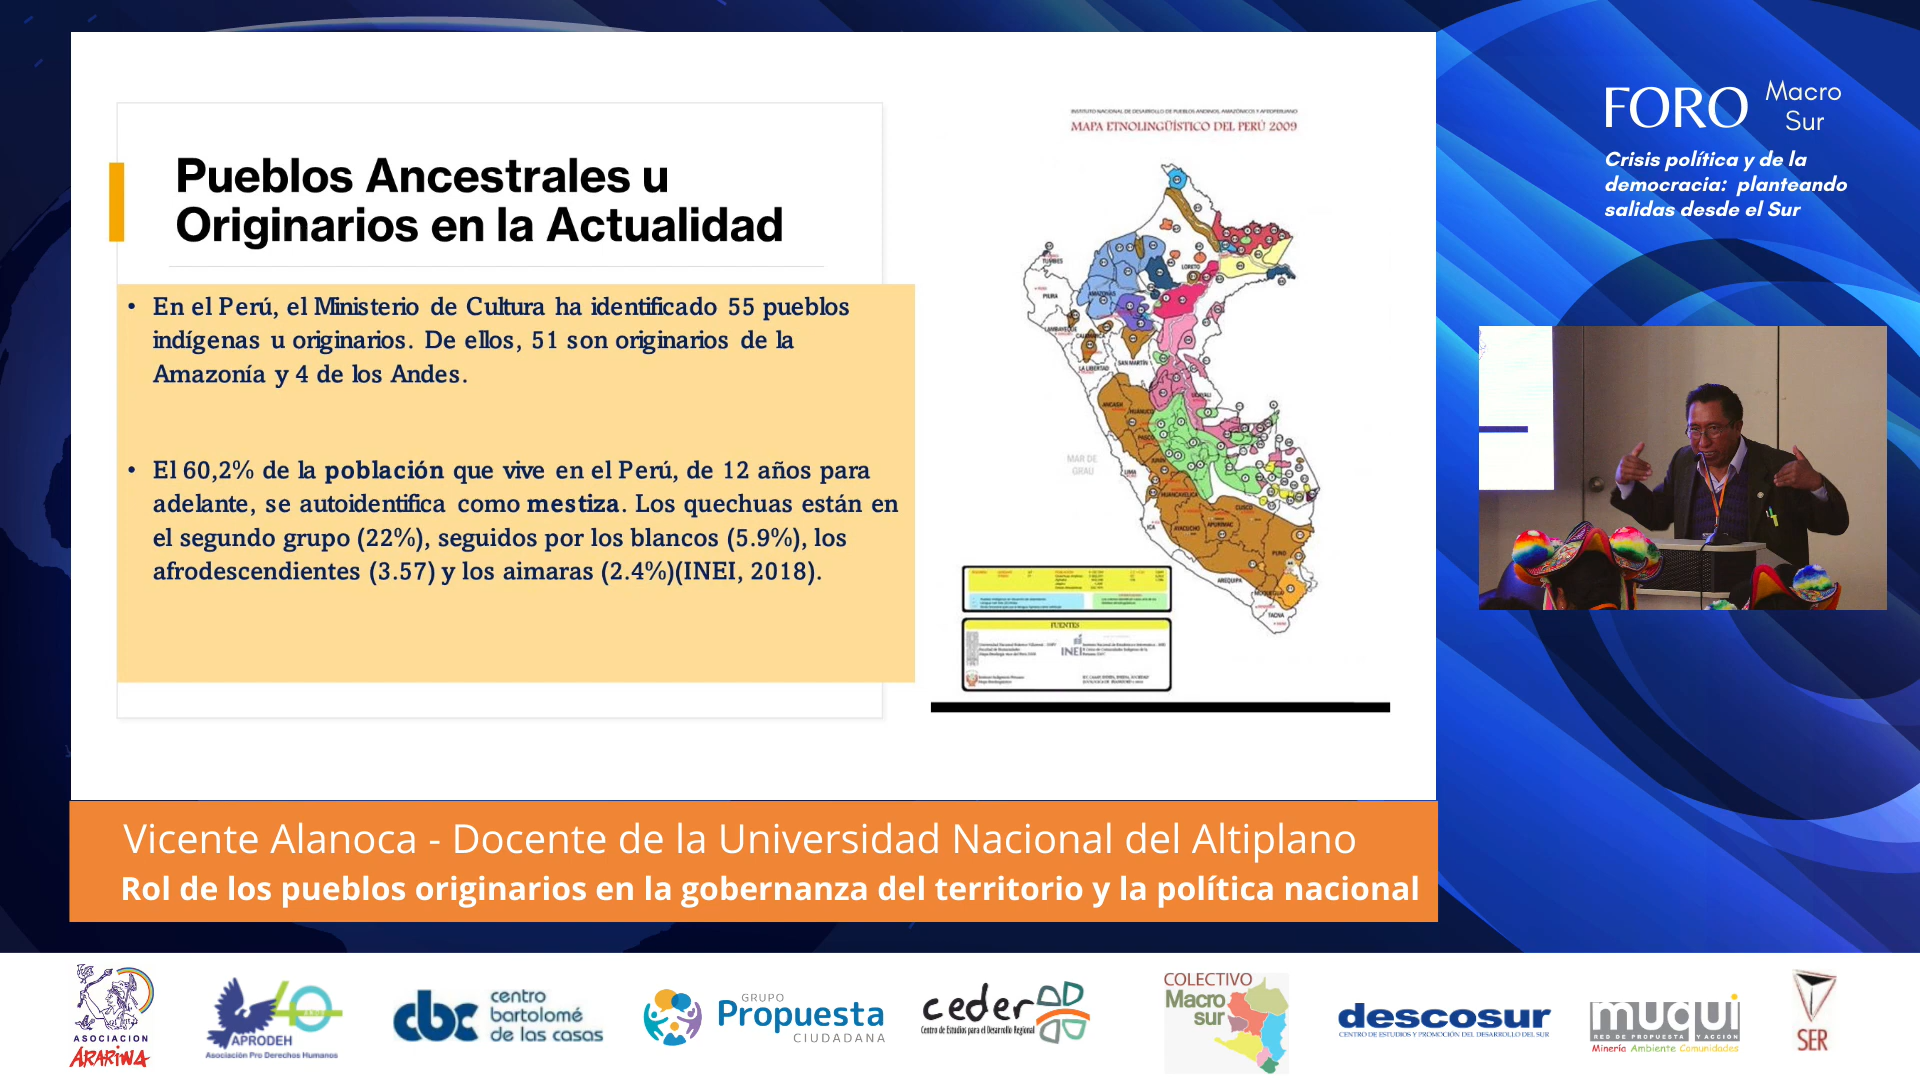 Pueblos Ancestrales u
Originarios en la Actualidad
• En el Perú, el Ministerio de Cultura ha identificado 55 pueblos
indígenas u originarios. De ellos, 51 son originarios de la
Amazonía y 4 de los Andes.
• El 60,2% de la población que vive en el Perú, de 12 años para
adelante, se autoidentifica como mestiza. Los quechuas están en
el segundo grupo (22%), seguidos por los blancos (5.9%), los
afrodescendientes (3.57) y los aimaras (2.4%)(INEI, 2018).
INSTITUTO NACIONAL DE DESARROLLO DE PUEBLOS ANDINOS, AMAZÓNICOS Y AFROPERUANO
MAPA ETNOLINGÜÍSTICO DEL PERÚ 2009
TUMBES
PIURA
LORETO
AMAZONAS
LAMBAYEQUE
CAJAMARCA
SAN MARTÍN
LA LIBERTAD
ANCASH
HUÁNUCO
UCAYALI
PASCO
JUNÍN
MAR DE
GRAU
LIMA
HUANCAVELICA
CUSCO
ICA
AYACUCHO
APURIMAC
PUNO
AREQUIPA
MOQUEGUA
TACNA
FUENTES
INEI
FORO Macro
Sur
Crisis política y de la
democracia: planteando
salidas desde el Sur
Vicente Alanoca - Docente de la Universidad Nacional del Altiplano
Rol de los pueblos originarios en la gobernanza del territorio y la política nacional
ASOCIACION
ARARIWA
40
AÑOS
APRODEH
Asociación Pro Derechos Humanos
cbc
centro
bartolomé
de las casas
GRUPO
Propuesta
CIUDADANA
ceder
Centro de Estudios para el Desarrollo Regional
COLECTIVO
Macro
sur
descosur
CENTRO DE ESTUDIOS Y PROMOCIÓN DEL DESARROLLO DEL SUR
muqui
RED DE PROPUESTA Y ACCION
Minería Ambiente Comunidades
SER